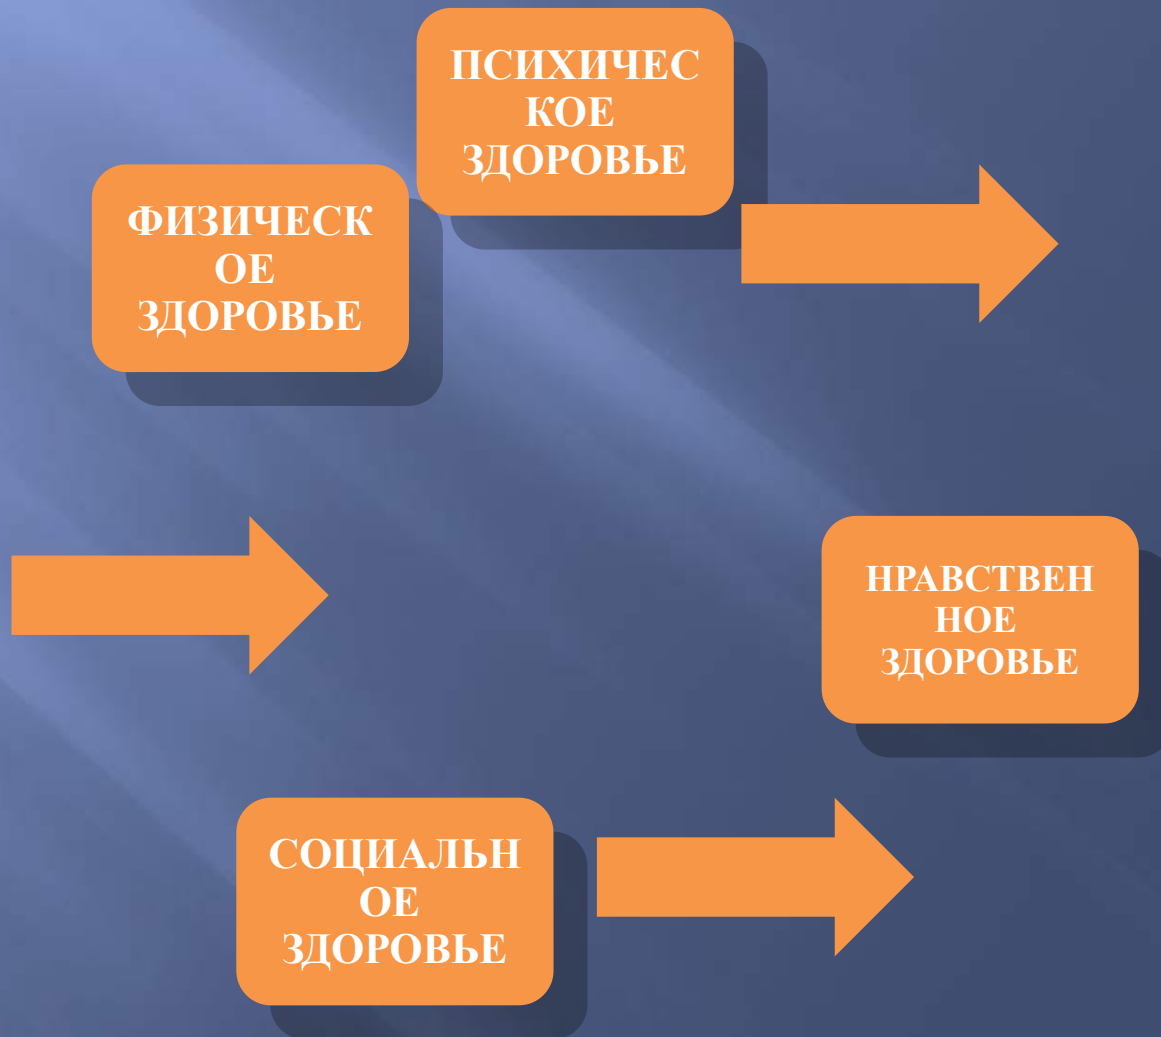 ПСИХИЧЕС
КОЕ
ЗДОРОВЬЕ
ФИЗИЧЕСК
ОЕ
ЗДОРОВЬЕ
НРАВСТВЕН
НОЕ
ЗДОРОВЬЕ
СОЦИАЛЬН
ОЕ
ЗДОРОВЬЕ